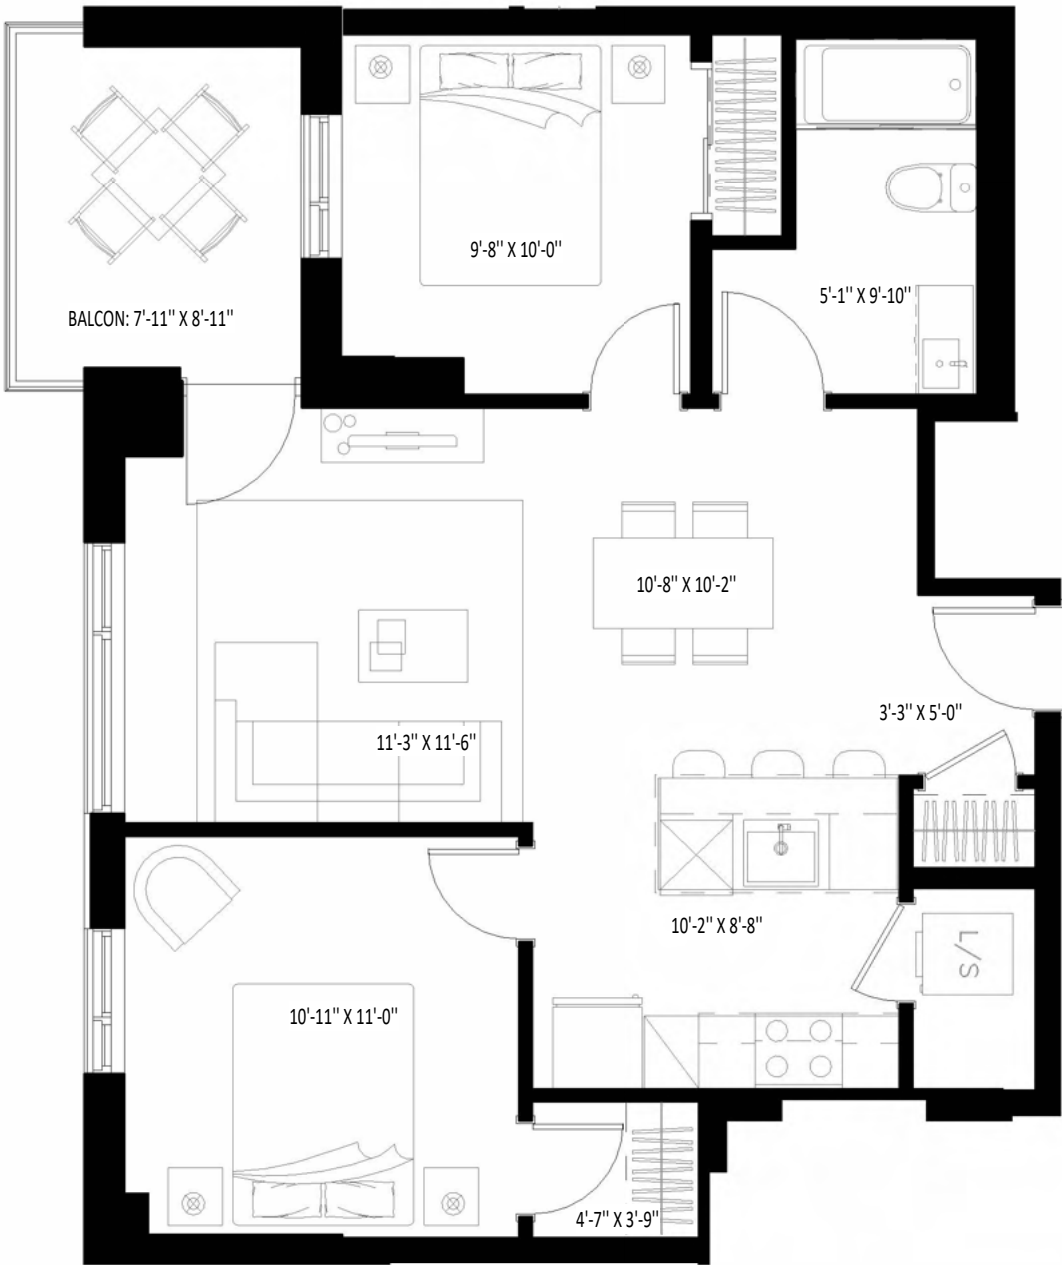 9'-8" X 10'-0"
5'-1" X 9'-10"
BALCON: 7'-11" X 8'-11"
10'-8" X 10'-2"
3'-3" X 5'-0"
11'-3" X 11'-6"
10'-2" X 8'-8"
L/S
10'-11" X 11'-0"
4'-7" X 3'-9"